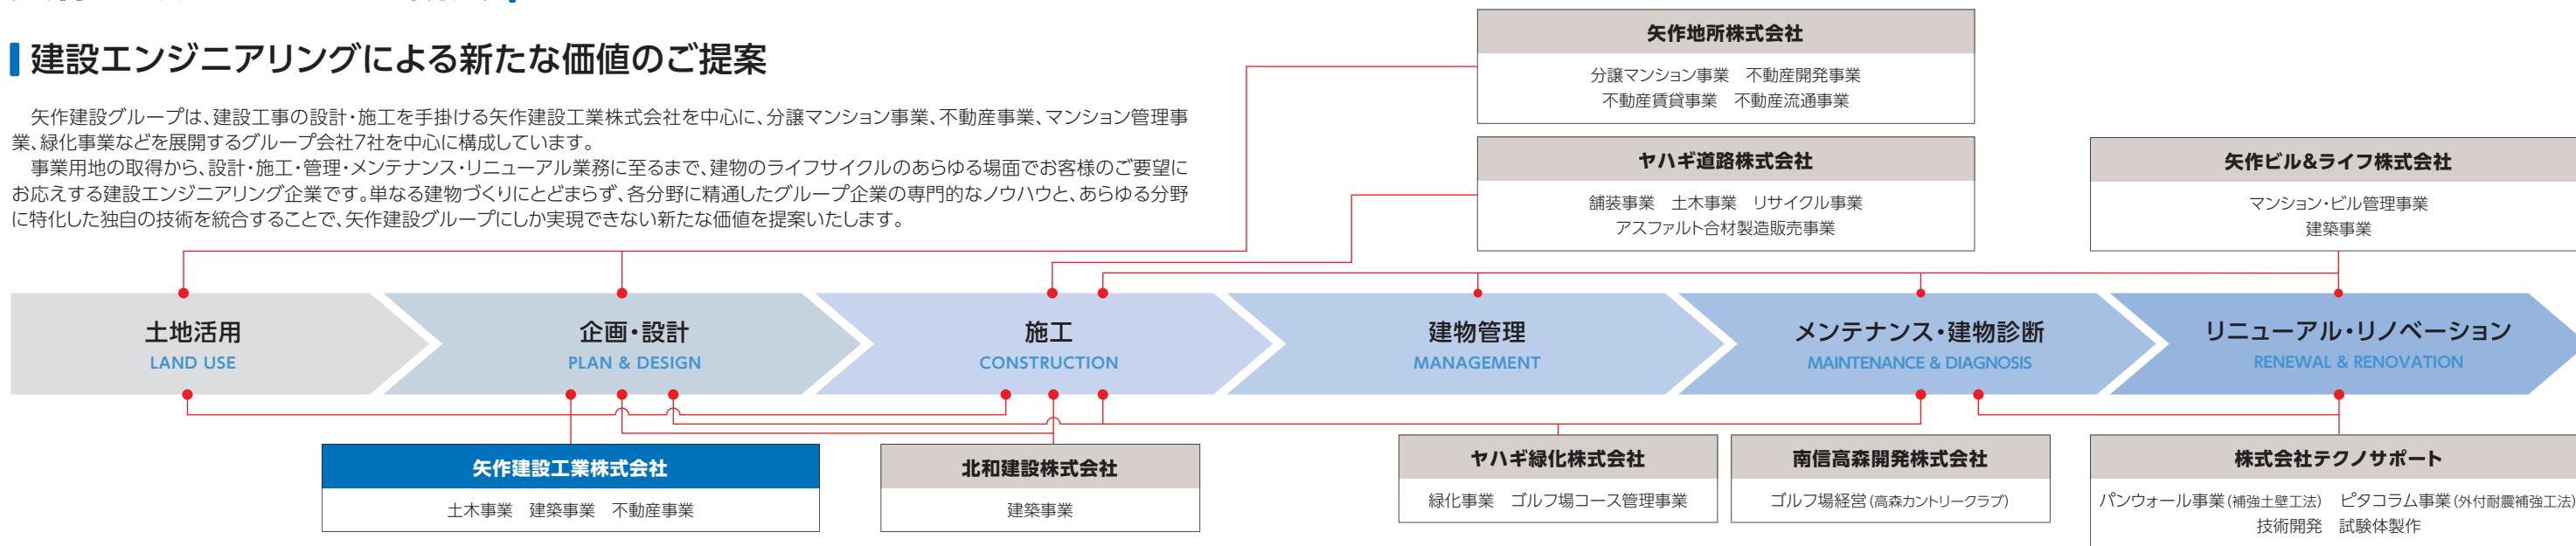 建設エンジニアリングによる新たな価値のご提案
矢作建設グループは、建設工事の設計・施工を手掛ける矢作建設工業株式会社を中心に、分譲マンション事業、不動産事業、マンション管理事
業、緑化事業などを展開するグループ会社7社を中心に構成しています。
事業用地の取得から、設計・施工・管理・メンテナンス・リニューアル業務に至るまで、建物のライフサイクルのあらゆる場面でお客様のご要望に
お応えする建設エンジニアリング企業です。単なる建物づくりにとどまらず、各分野に精通したグループ企業の専門的なノウハウと、あらゆる分野
に特化した独自の技術を統合することで、矢作建設グループにしか実現できない新たな価値を提案いたします。
矢作地所株式会社
分譲マンション事業　不動産開発事業
不動産賃貸事業　不動産流通事業
ヤハギ道路株式会社
舗装事業　土木事業　リサイクル事業
アスファルト合材製造販売事業
矢作ビル&ライフ株式会社
マンション・ビル管理事業
建築事業
土地活用
LAND USE
企画・設計
PLAN & DESIGN
施工
CONSTRUCTION
建物管理
MANAGEMENT
メンテナンス・建物診断
MAINTENANCE & DIAGNOSIS
リニューアル・リノベーション
RENEWAL & RENOVATION
矢作建設工業株式会社
土木事業　建築事業　不動産事業
北和建設株式会社
建築事業
ヤハギ緑化株式会社
緑化事業　ゴルフ場コース管理事業
南信高森開発株式会社
ゴルフ場経営(高森カントリークラブ)
株式会社テクノサポート
パンウォール事業(補強土壁工法)　ピタコラム事業(外付耐震補強工法)
技術開発　試験体製作